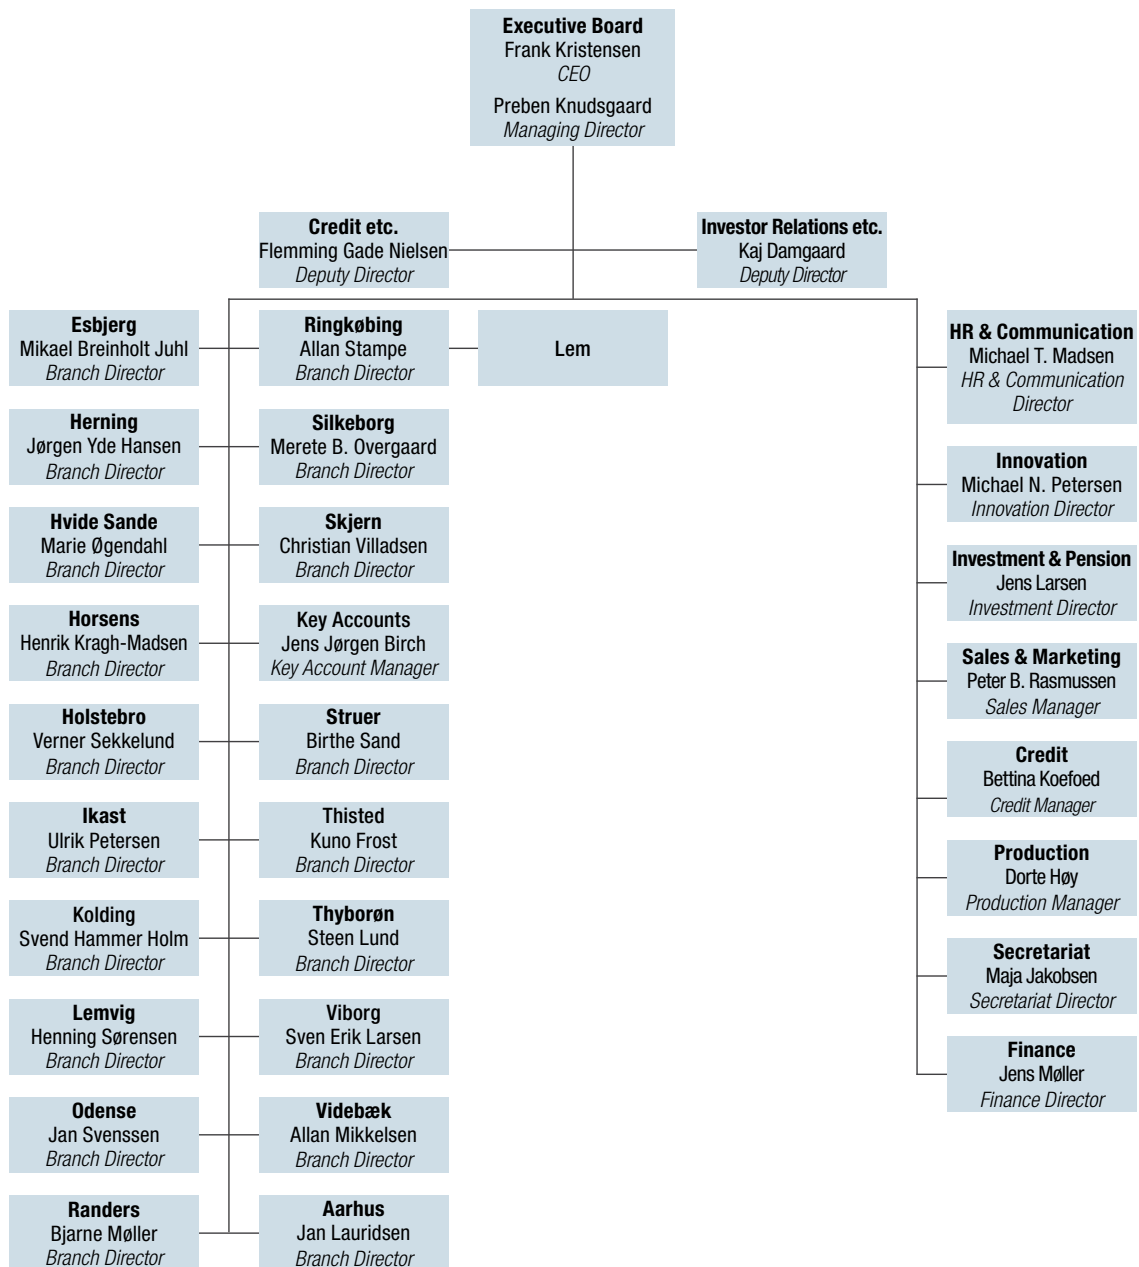 Executive Board
Frank Kristensen
CEO
Preben Knudsgaard
Managing Director
Credit etc.
Flemming Gade Nielsen
Deputy Director
Investor Relations etc.
Kaj Damgaard
Deputy Director
Esbjerg
Mikael Breinholt Juhl
Branch Director
Ringkøbing
Allan Stampe
Branch Director
Lem
Herning
Jørgen Yde Hansen
Branch Director
Silkeborg
Merete B. Overgaard
Branch Director
Hvide Sande
Marie Øgendahl
Branch Director
Skjern
Christian Villadsen
Branch Director
Horsens
Henrik Kragh-Madsen
Branch Director
Key Accounts
Jens Jørgen Birch
Key Account Manager
Holstebro
Verner Sekkelund
Branch Director
Struer
Birthe Sand
Branch Director
Ikast
Ulrik Petersen
Branch Director
Thisted
Kuno Frost
Branch Director
Kolding
Svend Hammer Holm
Branch Director
Thyborøn
Steen Lund
Branch Director
Lemvig
Henning Sørensen
Branch Director
Viborg
Sven Erik Larsen
Branch Director
Odense
Jan Svenssen
Branch Director
Videbæk
Allan Mikkelsen
Branch Director
Randers
Bjarne Møller
Branch Director
Aarhus
Jan Lauridsen
Branch Director
HR & Communication
Michael T. Madsen
HR & Communication
Director
Innovation
Michael N. Petersen
Innovation Director
Investment & Pension
Jens Larsen
Investment Director
Sales & Marketing
Peter B. Rasmussen
Sales Manager
Credit
Bettina Koefoed
Credit Manager
Production
Dorte Høy
Production Manager
Secretariat
Maja Jakobsen
Secretariat Director
Finance
Jens Møller
Finance Director